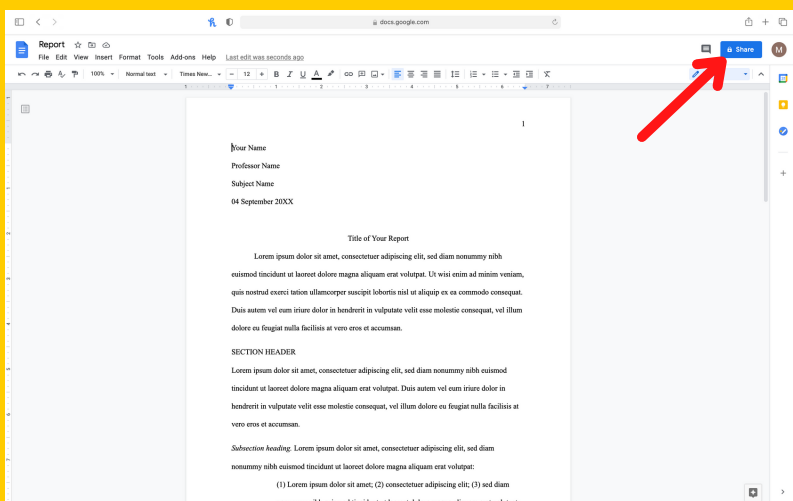 docs.google.com
Report
File Edit View Insert Format Tools Add-ons Help Last edit was seconds ago
Share
M
100% Normal text Times New... − 12 + B I U A
1 1 2 3 4 5 6 7
1
Your Name
Professor Name
Subject Name
04 September 20XX
Title of Your Report
Lorem ipsum dolor sit amet, consectetuer adipiscing elit, sed diam nonummy nibh
euismod tincidunt ut laoreet dolore magna aliquam erat volutpat. Ut wisi enim ad minim veniam,
quis nostrud exerci tation ullamcorper suscipit lobortis nisl ut aliquip ex ea commodo consequat.
Duis autem vel eum iriure dolor in hendrerit in vulputate velit esse molestie consequat, vel illum
dolore eu feugiat nulla facilisis at vero eros et accumsan.
SECTION HEADER
Lorem ipsum dolor sit amet, consectetuer adipiscing elit, sed diam nonummy nibh euismod
tincidunt ut laoreet dolore magna aliquam erat volutpat. Duis autem vel eum iriure dolor in
hendrerit in vulputate velit esse molestie consequat, vel illum dolore eu feugiat nulla facilisis at
vero eros et accumsan.
Subsection heading. Lorem ipsum dolor sit amet, consectetuer adipiscing elit, sed diam
nonummy nibh euismod tincidunt ut laoreet dolore magna aliquam erat volutpat:
(1) Lorem ipsum dolor sit amet; (2) consectetuer adipiscing elit; (3) sed diam